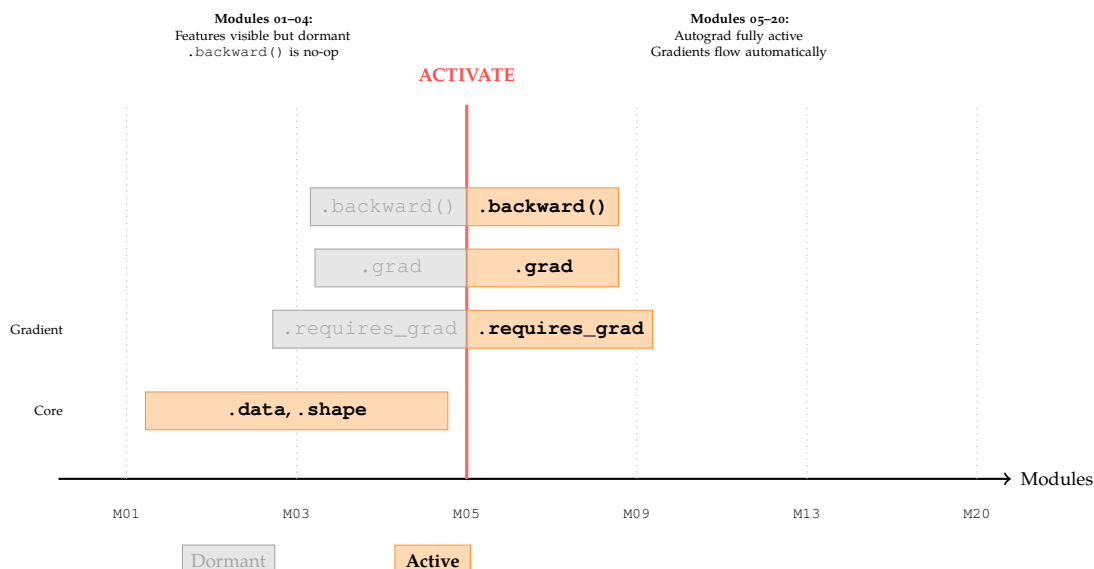 Modules 01–04:
Features visible but dormant
.backward() is no-op
Modules 05–20:
Autograd fully active
Gradients flow automatically
ACTIVATE
.backward() .backward()
.grad .grad
Gradient .requires_grad .requires_grad
Core .data, .shape
Modules
M01 M03 M05 M09 M13 M20
Dormant Active